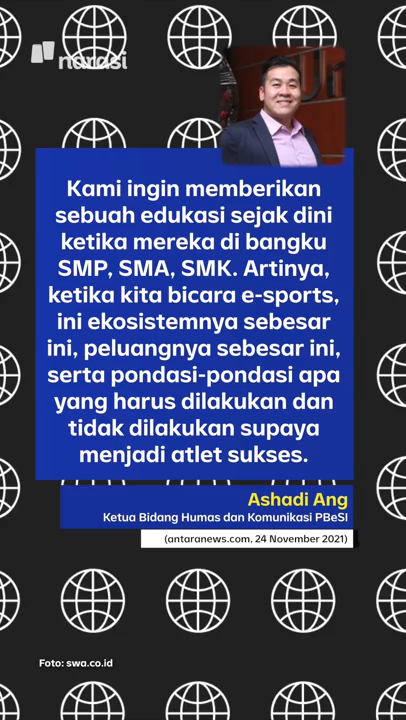 narasi
Kami ingin memberikan
sebuah edukasi sejak dini
ketika mereka di bangku
SMP, SMA, SMK. Artinya,
ketika kita bicara e-sports,
ini ekosistemnya sebesar
ini, peluangnya sebesar ini,
serta pondasi-pondasi apa
yang harus dilakukan dan
tidak dilakukan supaya
menjadi atlet sukses.
Ashadi Ang
Ketua Bidang Humas dan Komunikasi PBeSI
(antaranews.com, 24 November 2021)
Foto: swa.co.id